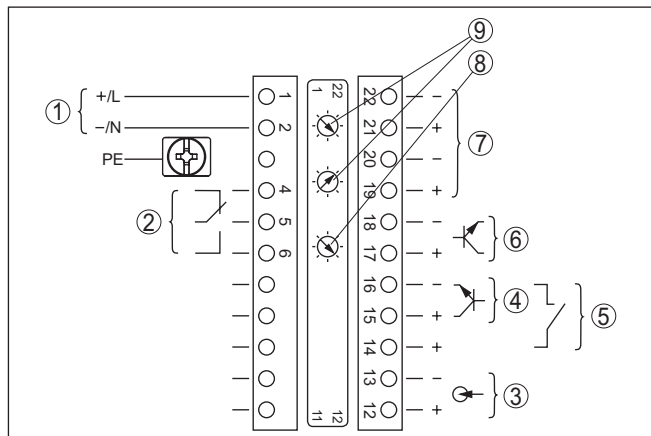 ⑨
⑧
① +/L 1
−/N 2
PE
② 4
5
6
1 22
11 12
22 − ⑦
21 +
20 −
19 +
18 − ⑥
17 +
16 − ④ ⑤
15 +
14 +
13 − ③
12 +